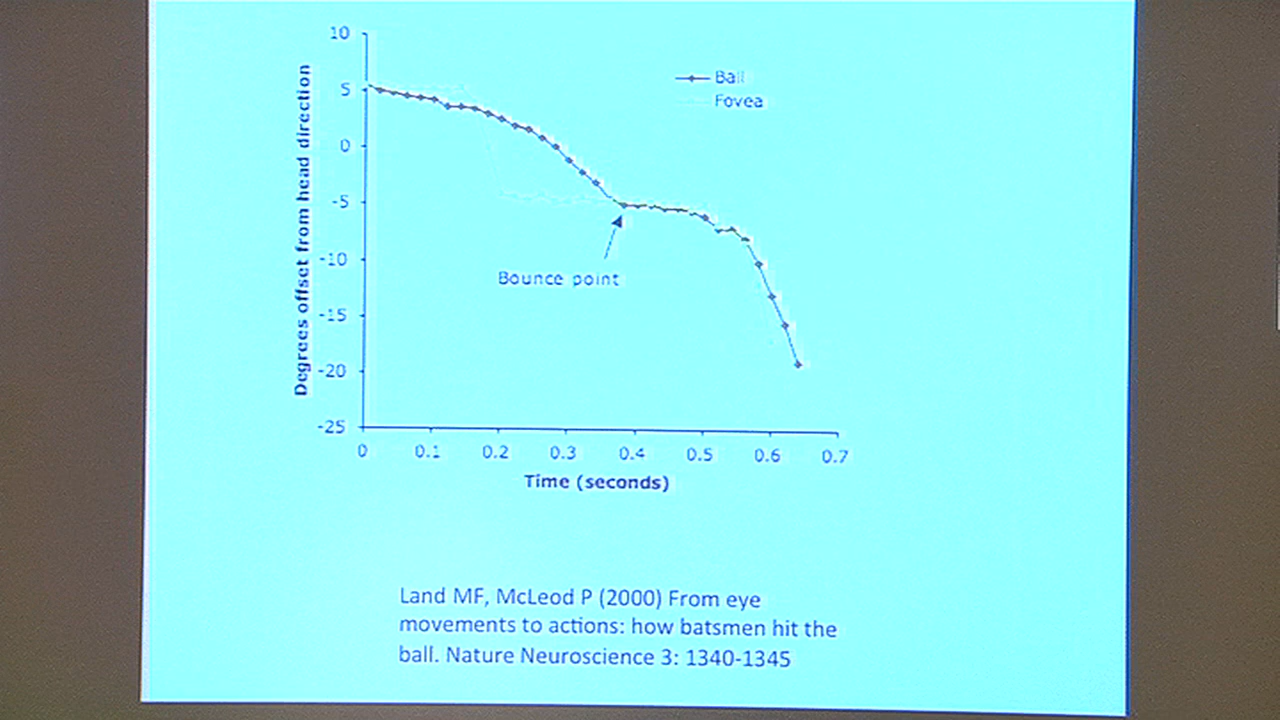 10
5
0
-5
-10
-15
-20
-25
Degrees offset from head direction
Ball
Fovea
Bounce point
0 0.1 0.2 0.3 0.4 0.5 0.6 0.7
Time (seconds)
Land MF, McLeod P (2000) From eye
movements to actions: how batsmen hit the
ball. Nature Neuroscience 3: 1340-1345